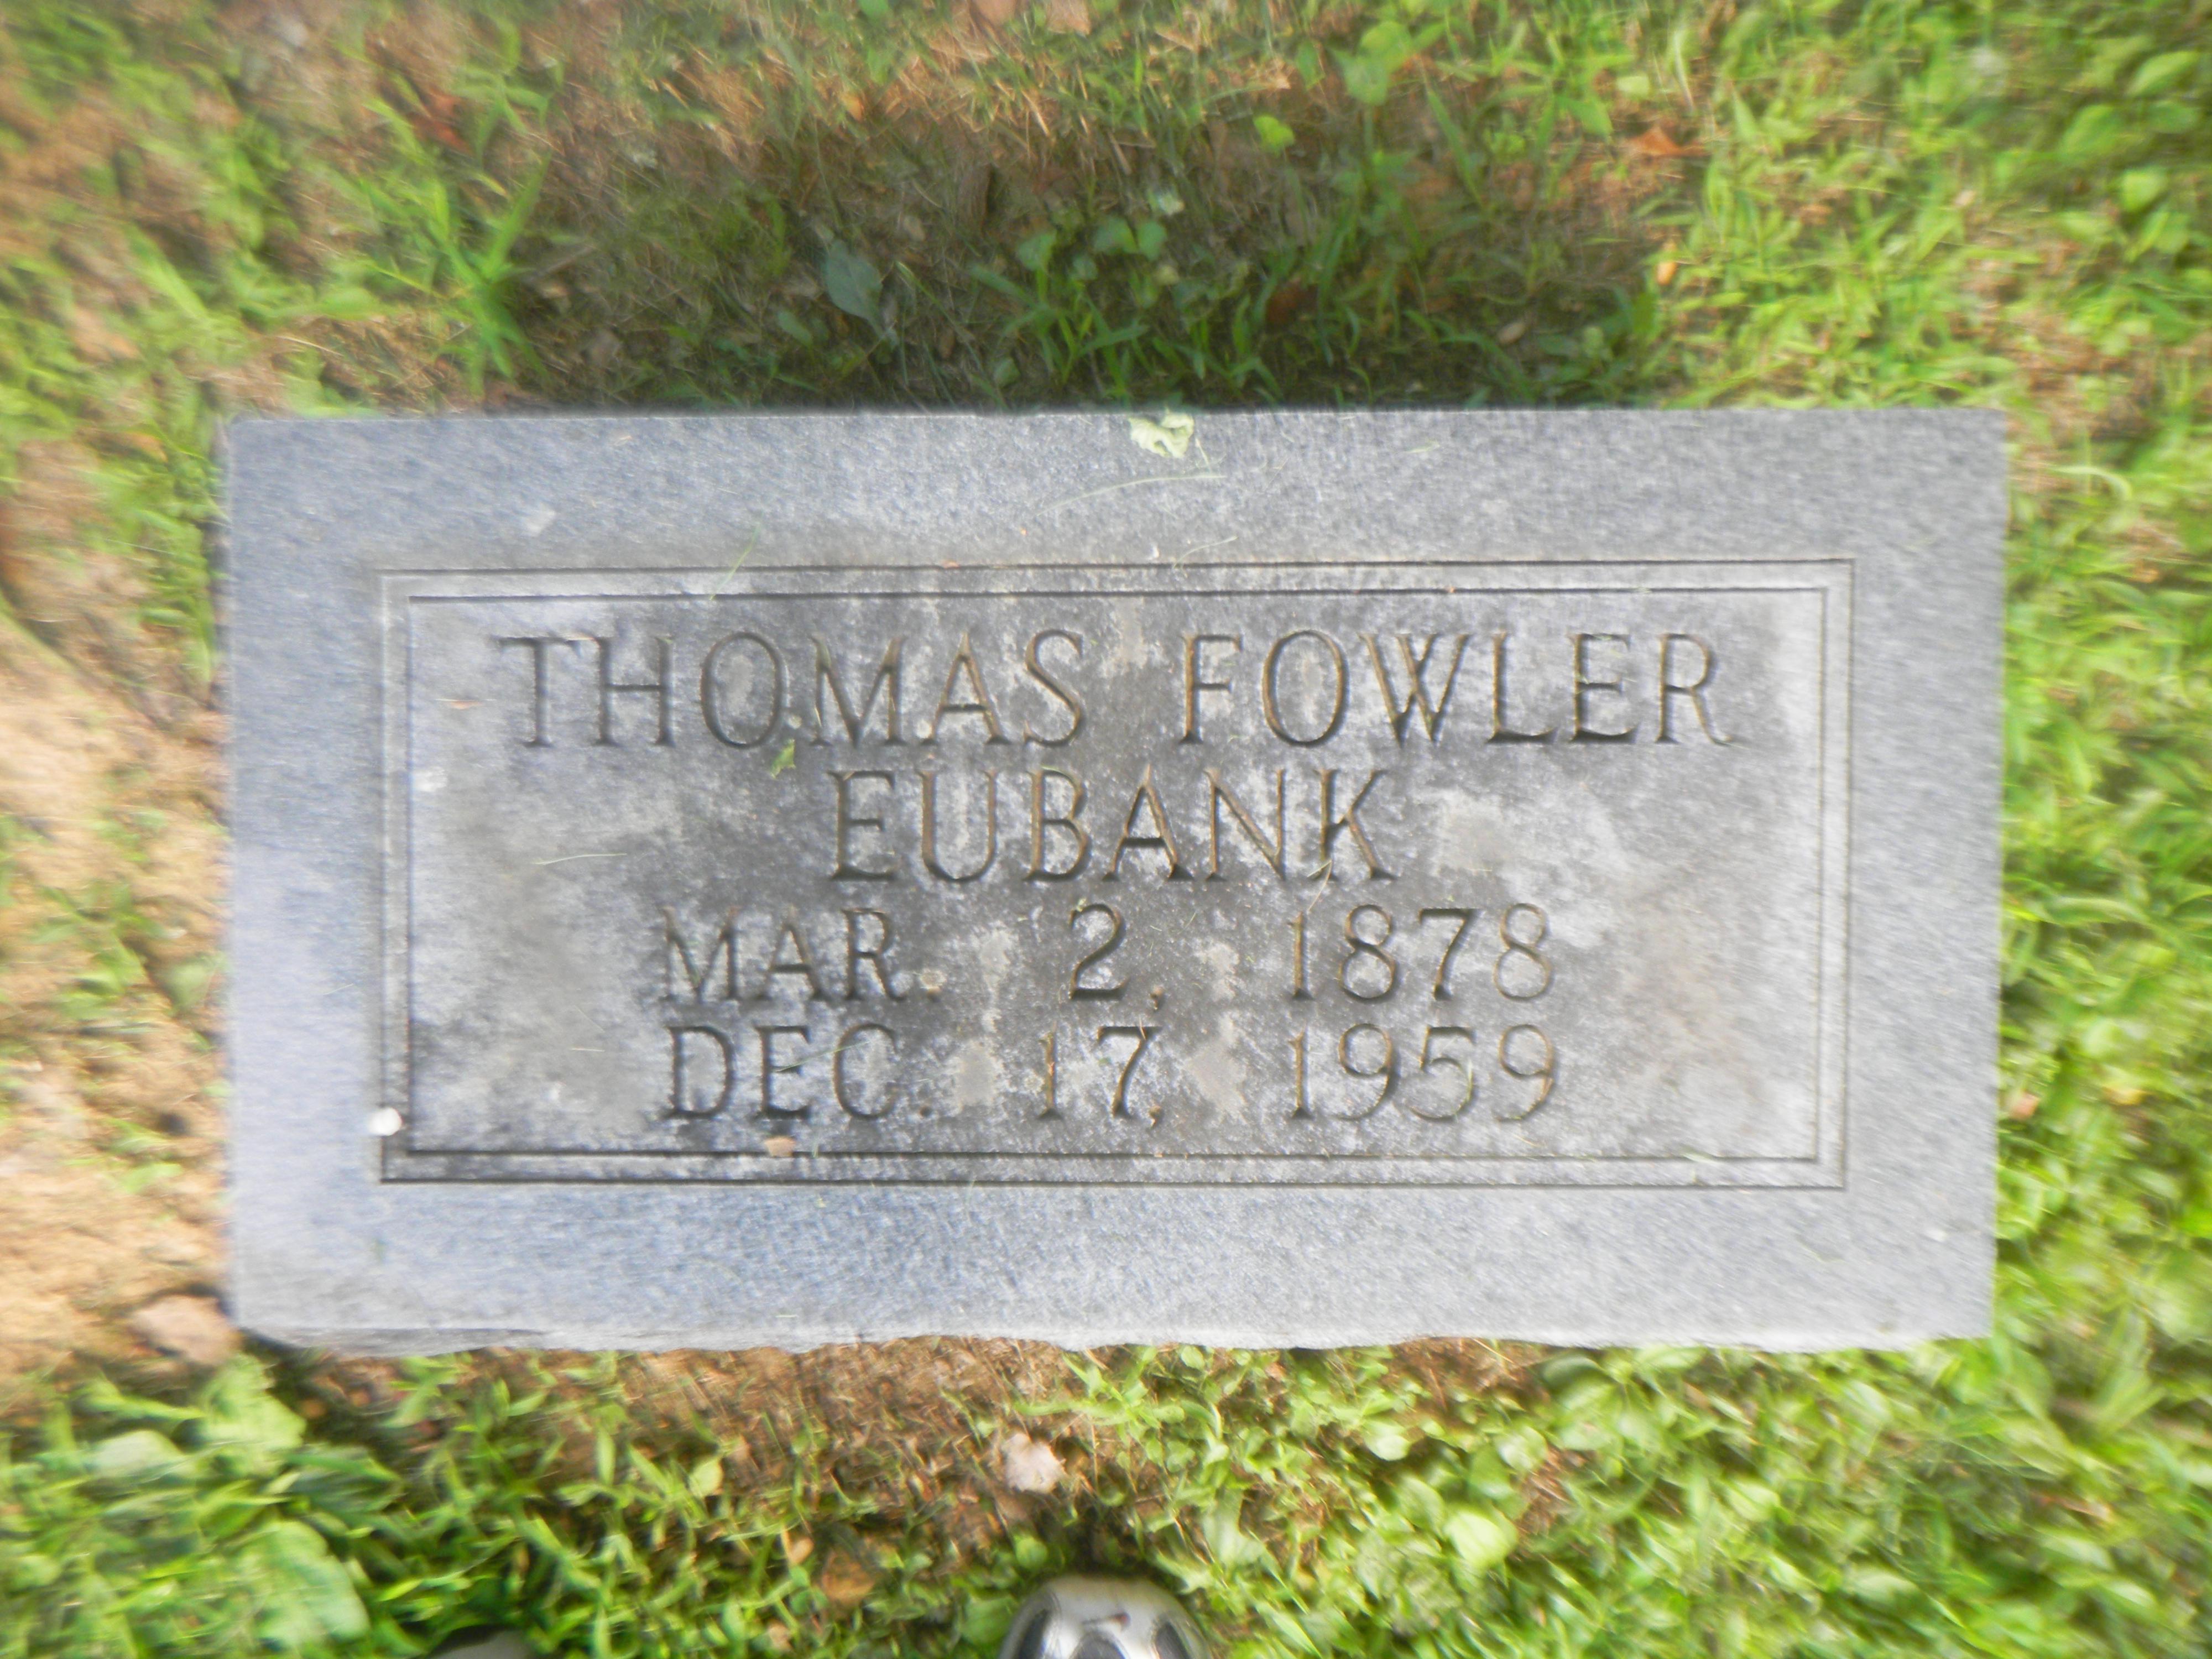 THOMAS FOWLER
EUBANK
MAR. 2, 1878
DEC. 17, 1959